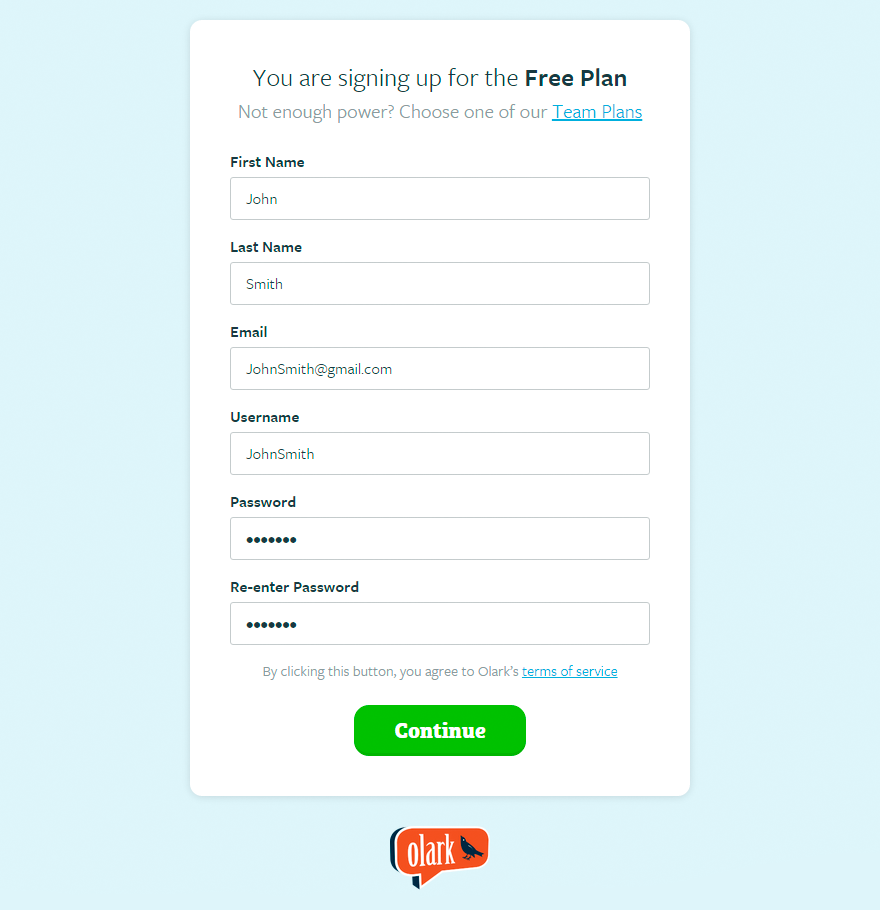 You are signing up for the Free Plan
Not enough power? Choose one of our Team Plans
First Name
John
Last Name
Smith
Email
JohnSmith@gmail.com
Username
JohnSmith
Password
•••••••
Re-enter Password
•••••••
By clicking this button, you agree to Olark’s terms of service
Continue
olark